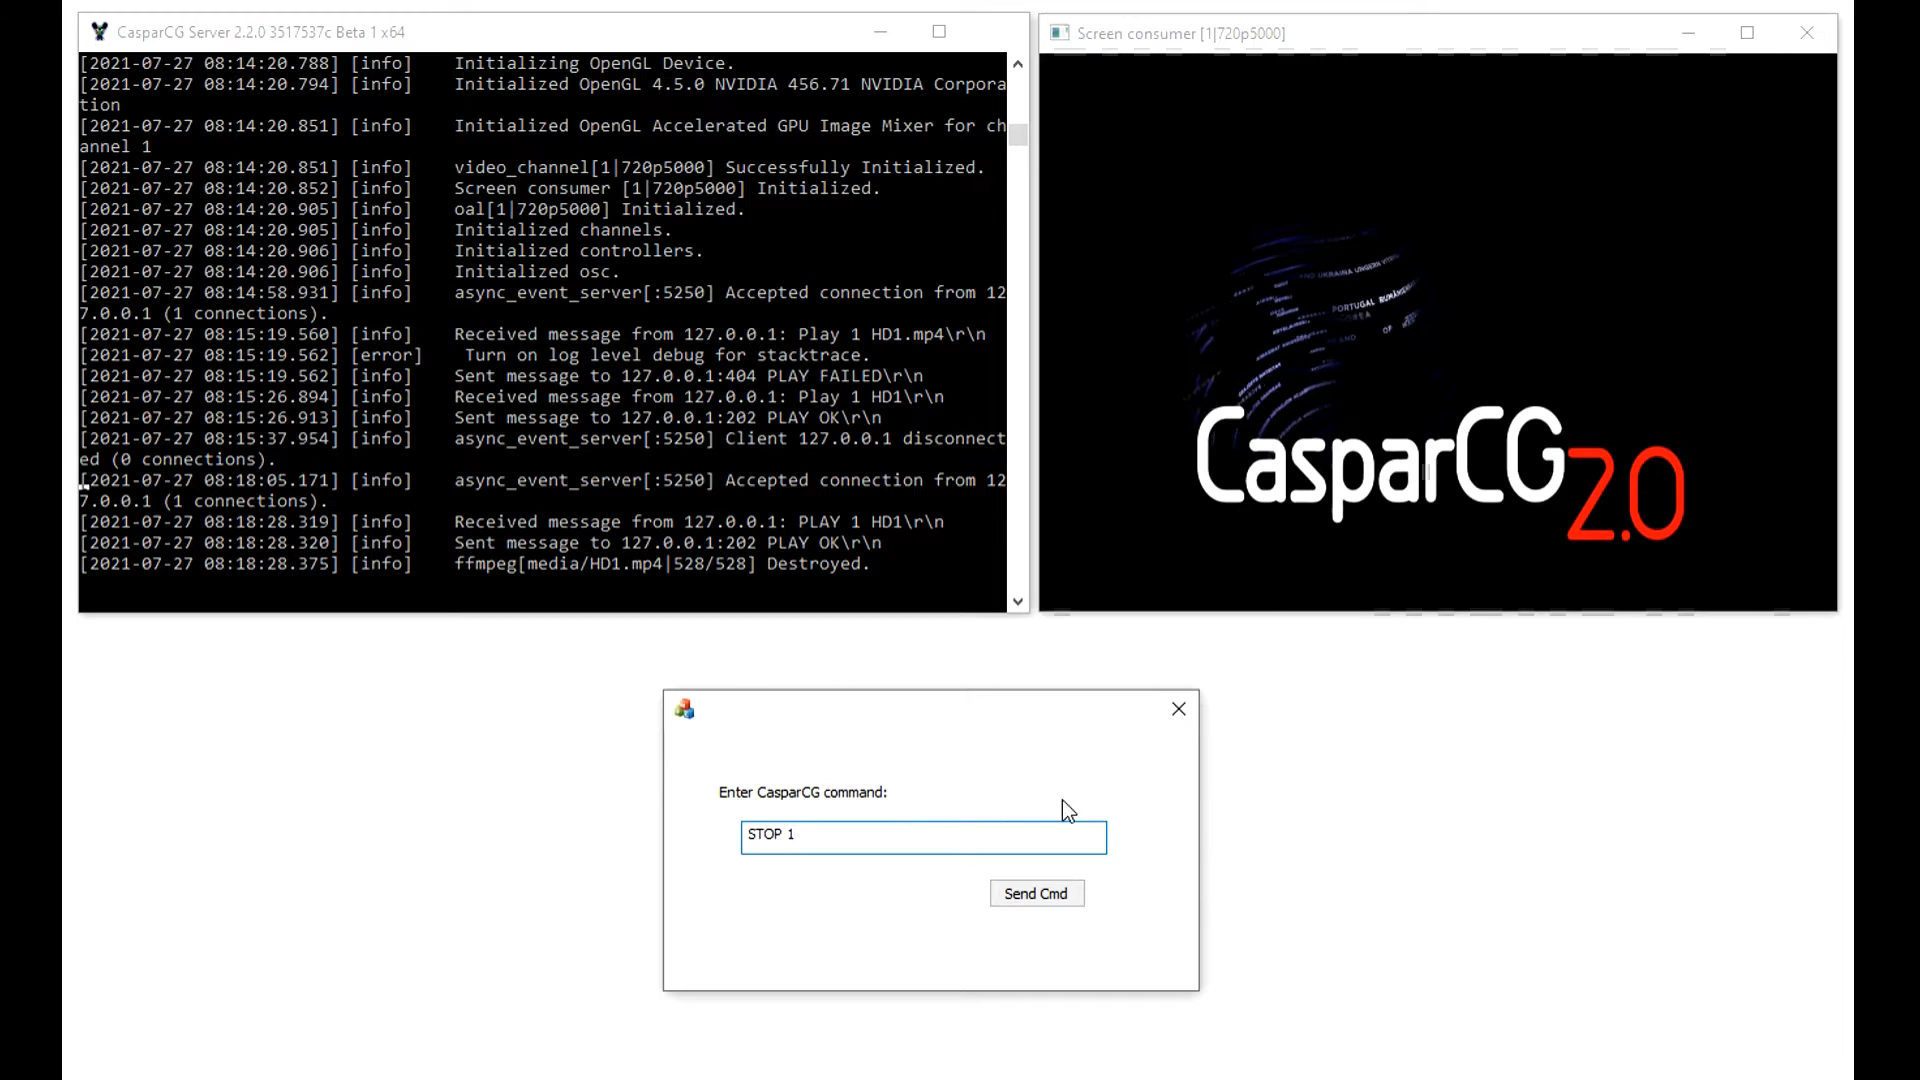 CasparCG Server 2.2.0 3517537c Beta 1 x64
[2021-07-27 08:14:20.788] [info]    Initializing OpenGL Device.
[2021-07-27 08:14:20.794] [info]    Initialized OpenGL 4.5.0 NVIDIA 456.71 NVIDIA Corpora
tion
[2021-07-27 08:14:20.851] [info]    Initialized OpenGL Accelerated GPU Image Mixer for ch
annel 1
[2021-07-27 08:14:20.851] [info]    video_channel[1|720p5000] Successfully Initialized.
[2021-07-27 08:14:20.852] [info]    Screen consumer [1|720p5000] Initialized.
[2021-07-27 08:14:20.905] [info]    oal[1|720p5000] Initialized.
[2021-07-27 08:14:20.905] [info]    Initialized channels.
[2021-07-27 08:14:20.906] [info]    Initialized controllers.
[2021-07-27 08:14:20.906] [info]    Initialized osc.
[2021-07-27 08:14:58.931] [info]    async_event_server[:5250] Accepted connection from 12
7.0.0.1 (1 connections).
[2021-07-27 08:15:19.560] [info]    Received message from 127.0.0.1: Play 1 HD1.mp4\r\n
[2021-07-27 08:15:19.562] [error]    Turn on log level debug for stacktrace.
[2021-07-27 08:15:19.562] [info]    Sent message to 127.0.0.1:404 PLAY FAILED\r\n
[2021-07-27 08:15:26.894] [info]    Received message from 127.0.0.1: Play 1 HD1\r\n
[2021-07-27 08:15:26.913] [info]    Sent message to 127.0.0.1:202 PLAY OK\r\n
[2021-07-27 08:15:37.954] [info]    async_event_server[:5250] Client 127.0.0.1 disconnect
ed (0 connections).
[2021-07-27 08:18:05.171] [info]    async_event_server[:5250] Accepted connection from 12
7.0.0.1 (1 connections).
[2021-07-27 08:18:28.319] [info]    Received message from 127.0.0.1: PLAY 1 HD1\r\n
[2021-07-27 08:18:28.320] [info]    Sent message to 127.0.0.1:202 PLAY OK\r\n
[2021-07-27 08:18:28.375] [info]    ffmpeg[media/HD1.mp4|528/528] Destroyed.
Screen consumer [1|720p5000]
AND UKRAINA UNGERN
PORTUGAL
OF
AND
CasparCG 2.0
Enter CasparCG command:
STOP 1
Send Cmd